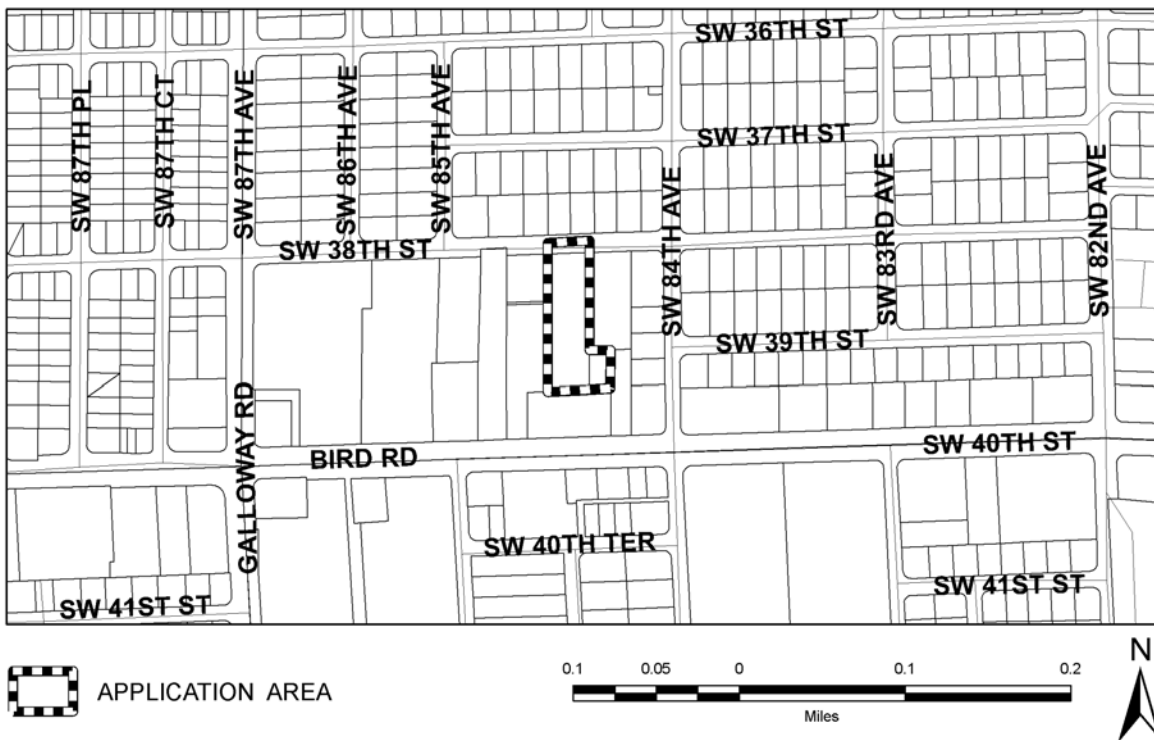 SW 36TH ST
SW 37TH ST
SW 87TH PL
SW 87TH CT
SW 87TH AVE
SW 86TH AVE
SW 85TH AVE
SW 84TH AVE
SW 83RD AVE
SW 82ND AVE
SW 38TH ST
SW 39TH ST
GALLOWAY RD
BIRD RD
SW 40TH ST
SW 40TH TER
SW 41ST ST
SW 41ST ST
APPLICATION AREA
0.1 0.05 0 0.1 0.2
Miles
N